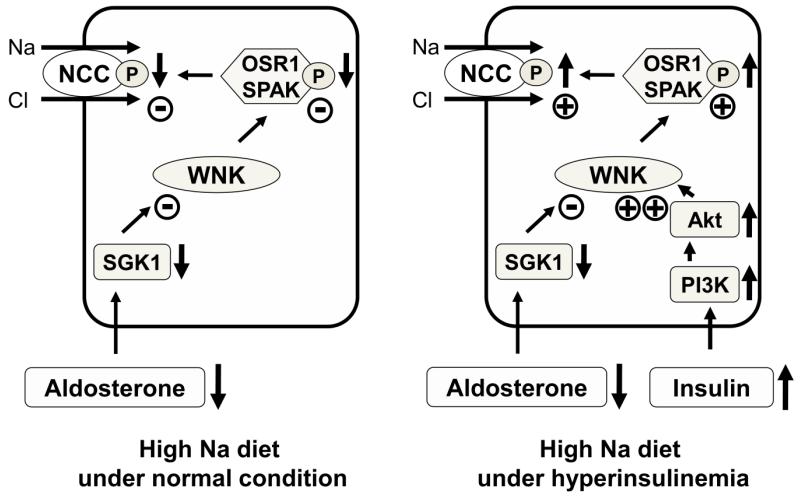 Na
NCC P
Cl
-
OSR1
SPAK P
-
WNK
-
SGK1
Aldosterone
High Na diet
under normal condition
Na
NCC P
Cl
+
OSR1
SPAK P
+
WNK
-
++
Akt
SGK1
PI3K
Aldosterone
Insulin
High Na diet
under hyperinsulinemia